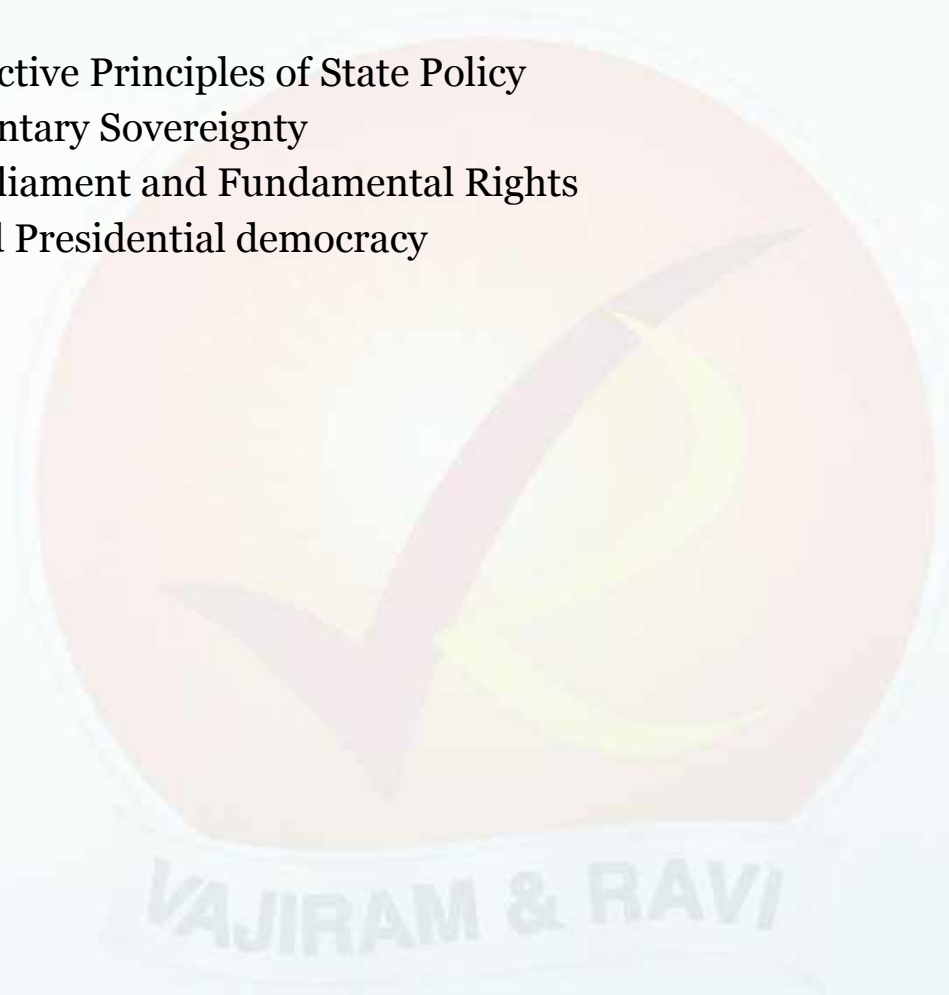 ctive Principles of State Policy
ntary Sovereignty
liament and Fundamental Rights
l Presidential democracy
VAJIRAM & RAVI